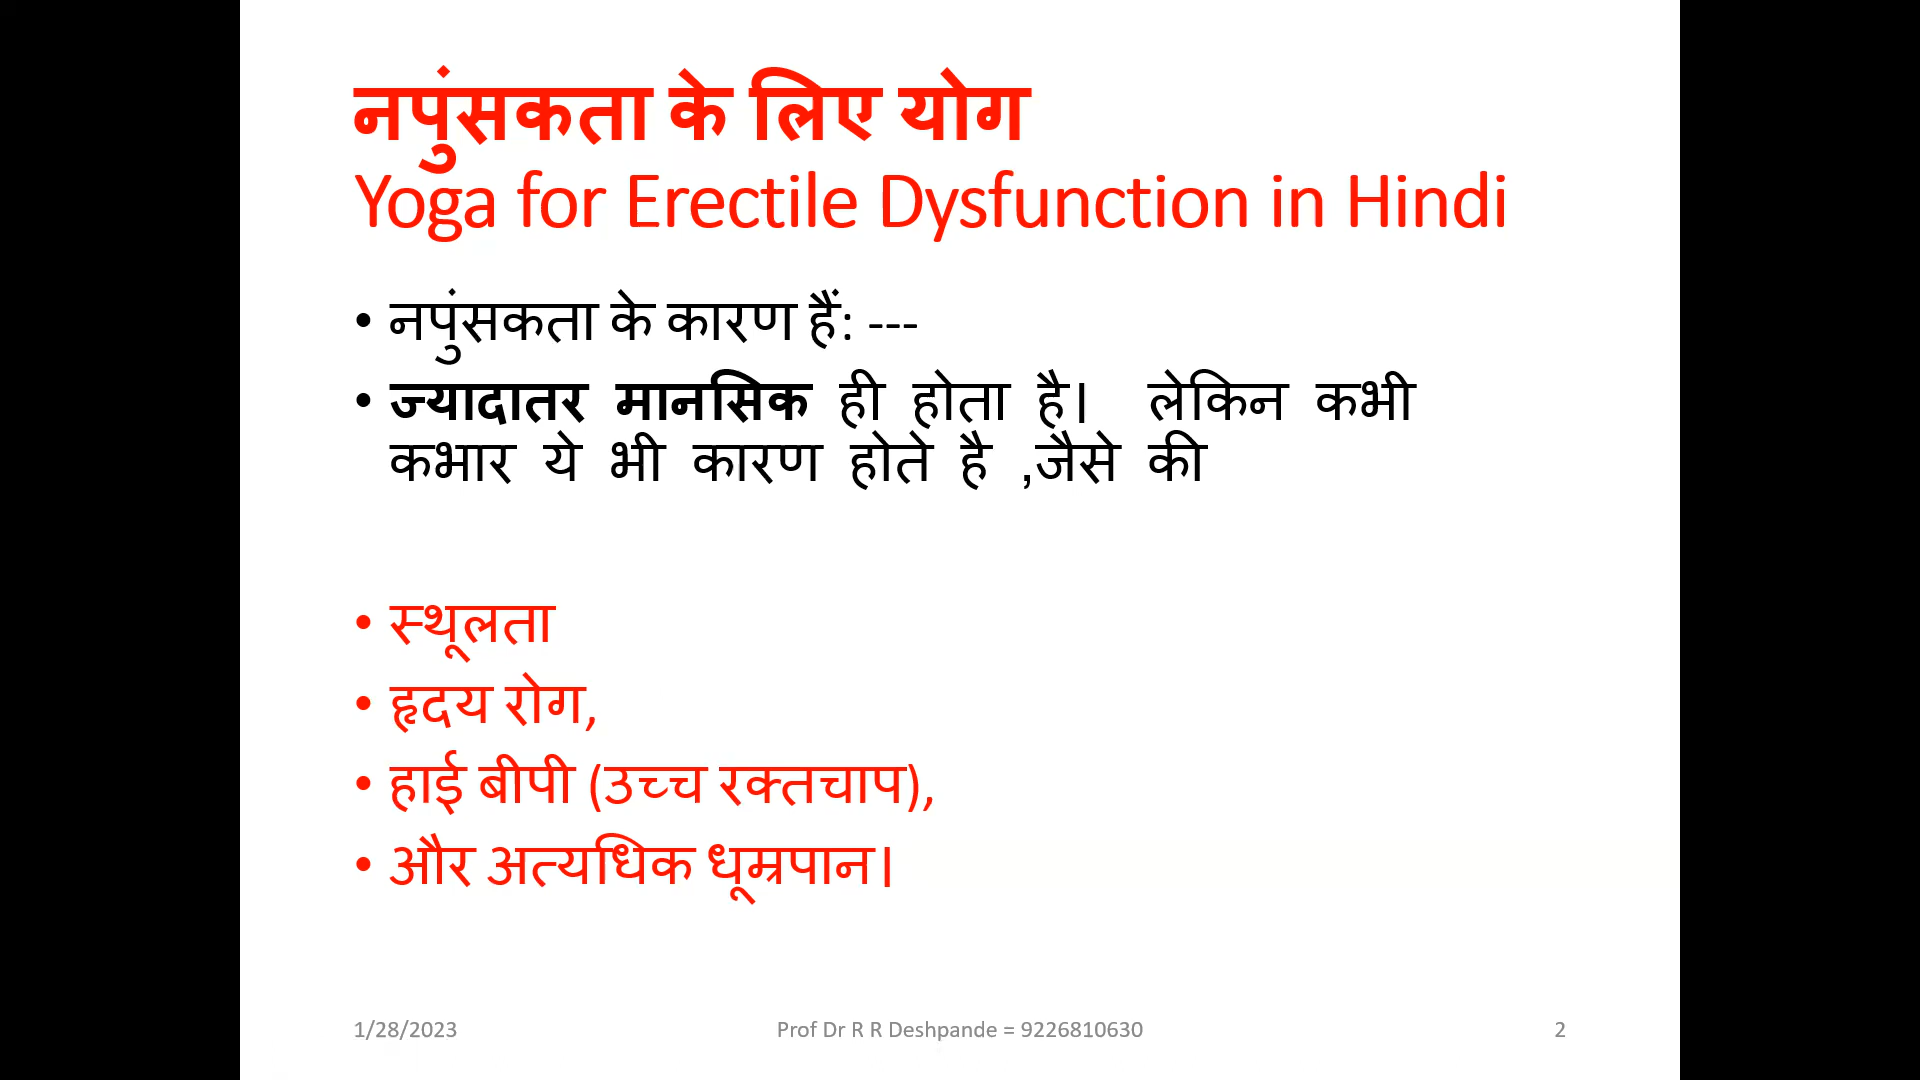 नपुंसकता के लिए योग
Yoga for Erectile Dysfunction in Hindi
• नपुंसकता के कारण हैं: ---
• ज्यादातर मानसिक ही होता है। लेकिन कभी
कभार ये भी कारण होते है ,जैसे की
• स्थूलता
• हृदय रोग,
• हाई बीपी (उच्च रक्तचाप),
• और अत्यधिक धूम्रपान।
1/28/2023 Prof Dr R R Deshpande = 9226810630 2